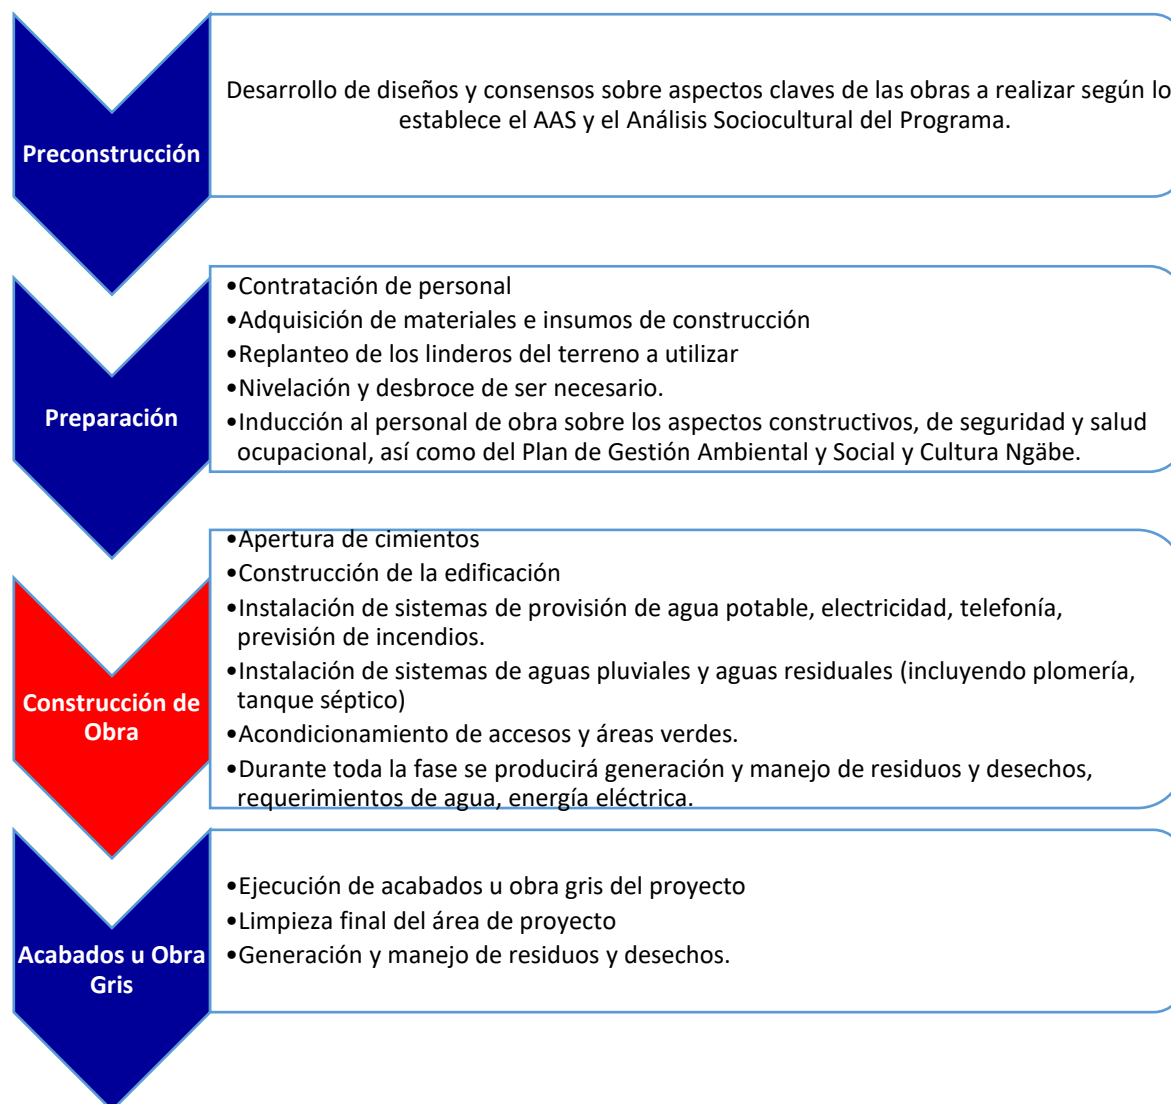 Preconstrucción
Desarrollo de diseños y consensos sobre aspectos claves de las obras a realizar según lo
establece el AAS y el Análisis Sociocultural del Programa.
Preparación
•Contratación de personal
•Adquisición de materiales e insumos de construcción
•Replanteo de los linderos del terreno a utilizar
•Nivelación y desbroce de ser necesario.
•Inducción al personal de obra sobre los aspectos constructivos, de seguridad y salud
ocupacional, así como del Plan de Gestión Ambiental y Social y Cultura Ngäbe.
Construcción de
Obra
•Apertura de cimientos
•Construcción de la edificación
•Instalación de sistemas de provisión de agua potable, electricidad, telefonía,
previsión de incendios.
•Instalación de sistemas de aguas pluviales y aguas residuales (incluyendo plomería,
tanque séptico)
•Acondicionamiento de accesos y áreas verdes.
•Durante toda la fase se producirá generación y manejo de residuos y desechos,
requerimientos de agua, energía eléctrica.
Acabados u Obra
Gris
•Ejecución de acabados u obra gris del proyecto
•Limpieza final del área de proyecto
•Generación y manejo de residuos y desechos.